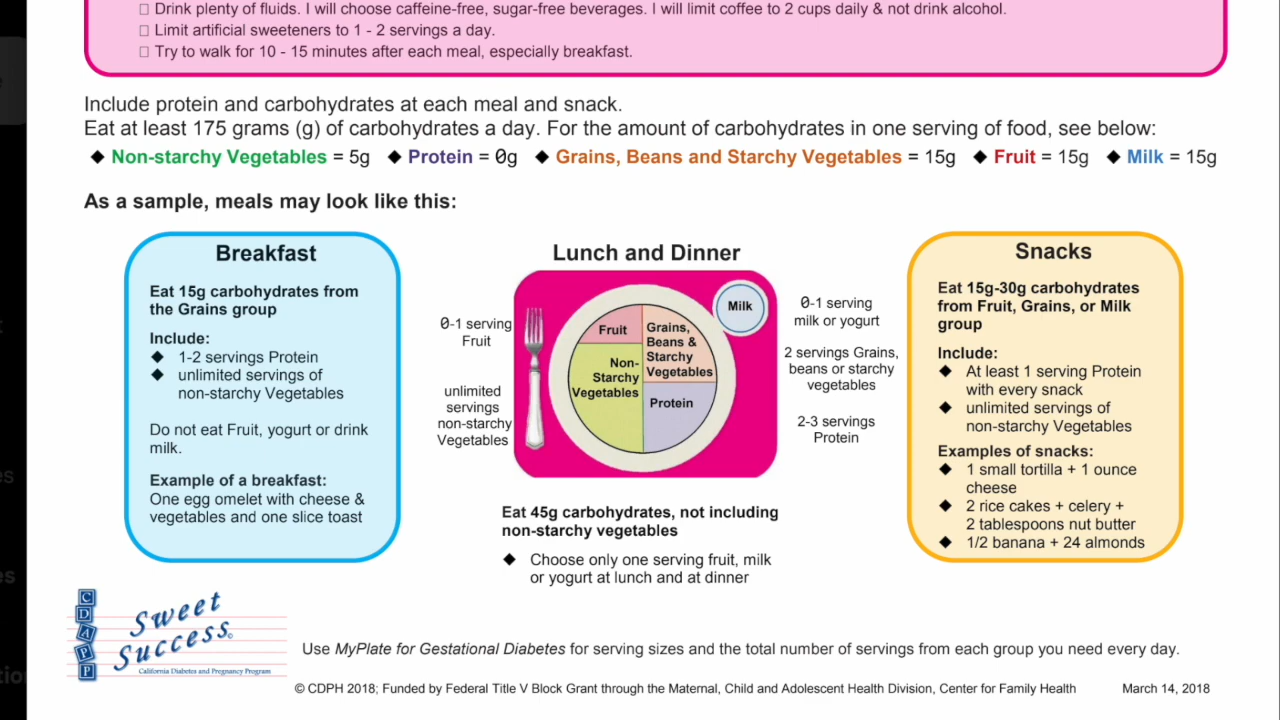 □ Drink plenty of fluids. I will choose caffeine-free, sugar-free beverages. I will limit coffee to 2 cups daily & not drink alcohol.
□ Limit artificial sweeteners to 1 - 2 servings a day.
□ Try to walk for 10 - 15 minutes after each meal, especially breakfast.
Include protein and carbohydrates at each meal and snack.
Eat at least 175 grams (g) of carbohydrates a day. For the amount of carbohydrates in one serving of food, see below:
◆ Non-starchy Vegetables = 5g ◆ Protein = 0g ◆ Grains, Beans and Starchy Vegetables = 15g ◆ Fruit = 15g ◆ Milk = 15g
As a sample, meals may look like this:
Breakfast
Eat 15g carbohydrates from
the Grains group
Include:
◆ 1-2 servings Protein
◆ unlimited servings of
non-starchy Vegetables
Do not eat Fruit, yogurt or drink
milk.
Example of a breakfast:
One egg omelet with cheese &
vegetables and one slice toast
Lunch and Dinner
0-1 serving
Fruit
unlimited
servings
non-starchy
Vegetables
Fruit
Non-
Starchy
Vegetables
Grains,
Beans &
Starchy
Vegetables
Protein
Milk
0-1 serving
milk or yogurt
2 servings Grains,
beans or starchy
vegetables
2-3 servings
Protein
Eat 45g carbohydrates, not including
non-starchy vegetables
◆ Choose only one serving fruit, milk
or yogurt at lunch and at dinner
Snacks
Eat 15g-30g carbohydrates
from Fruit, Grains, or Milk
group
Include:
◆ At least 1 serving Protein
with every snack
◆ unlimited servings of
non-starchy Vegetables
Examples of snacks:
◆ 1 small tortilla + 1 ounce
cheese
◆ 2 rice cakes + celery +
2 tablespoons nut butter
◆ 1/2 banana + 24 almonds
CDAPP
Sweet
Success
California Diabetes and Pregnancy Program
Use MyPlate for Gestational Diabetes for serving sizes and the total number of servings from each group you need every day.
© CDPH 2018; Funded by Federal Title V Block Grant through the Maternal, Child and Adolescent Health Division, Center for Family Health March 14, 2018